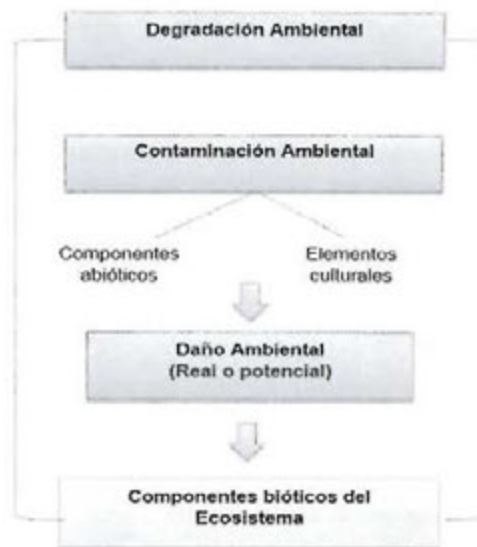 Degradación Ambiental
Contaminación Ambiental
Componentes
abióticos
Elementos
culturales
Daño Ambiental
(Real o potencial)
Componentes bióticos del
Ecosistema